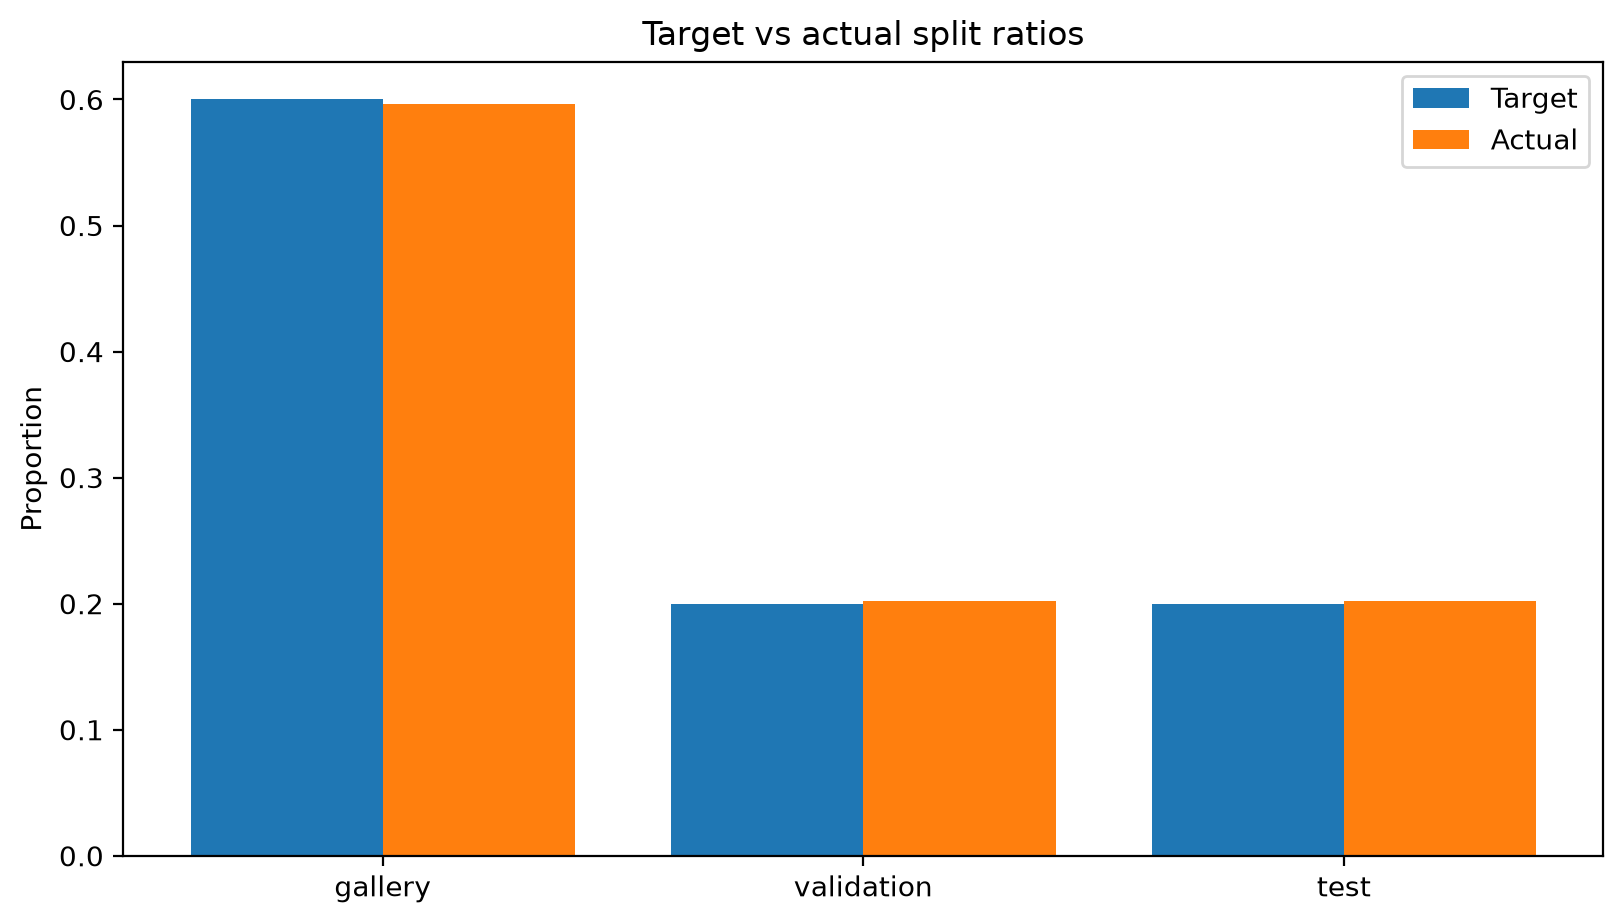 Target vs actual split ratios
Target
Actual
Proportion
0.6
0.5
0.4
0.3
0.2
0.1
0.0
gallery
validation
test